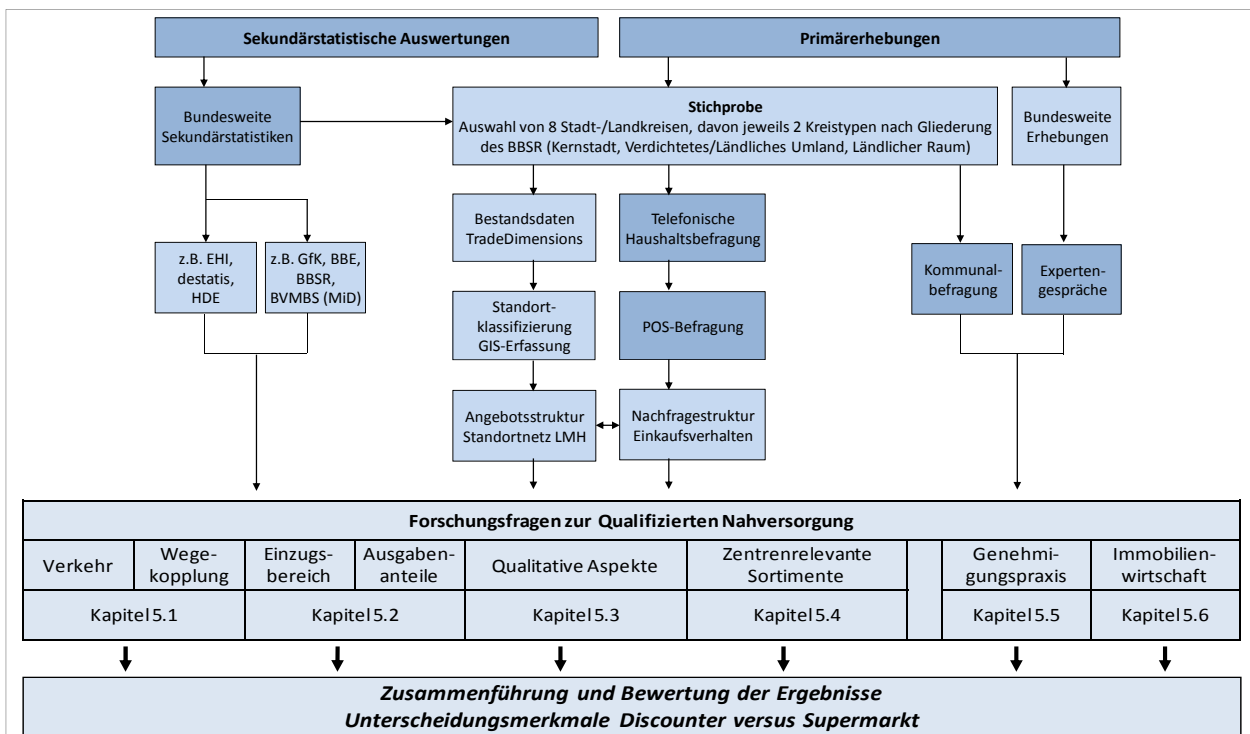 Sekundärstatistische Auswertungen
Primärerhebungen
Bundesweite
Sekundärstatistiken
Stichprobe
Auswahl von 8 Stadt-/Landkreisen, davon jeweils 2 Kreistypen nach Gliederung
des BBSR (Kernstadt, Verdichtetes/Ländliches Umland, Ländlicher Raum)
Bundesweite
Erhebungen
z.B. EHI,
destatis,
HDE
z.B. GfK, BBE,
BBSR,
BVMBS (MiD)
Bestandsdaten
TradeDimensions
Telefonische
Haushaltsbefragung
Kommunal-
befragung
Experten-
gespräche
Standort-
klassifizierung
GIS-Erfassung
POS-Befragung
Angebotsstruktur
Standortnetz LMH
Nachfragestruktur
Einkaufsverhalten
Forschungsfragen zur Qualifizierten Nahversorgung
Verkehr
Wege-
kopplung
Einzugs-
bereich
Ausgaben-
anteile
Qualitative Aspekte
Zentrenrelevante
Sortimente
Genehmi-
gungspraxis
Immobilien-
wirtschaft
Kapitel 5.1
Kapitel 5.2
Kapitel 5.3
Kapitel 5.4
Kapitel 5.5
Kapitel 5.6
Zusammenführung und Bewertung der Ergebnisse
Unterscheidungsmerkmale Discounter versus Supermarkt